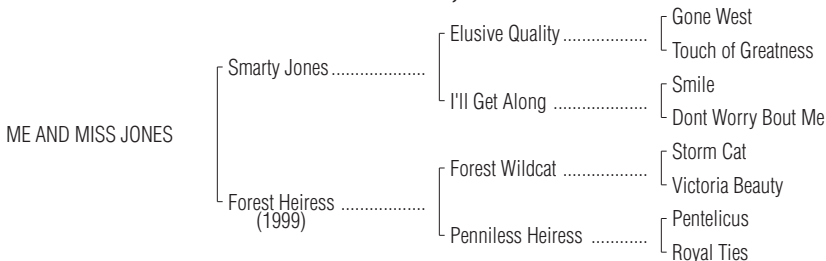 Gone West
Elusive Quality ..................
Touch of Greatness
Smarty Jones ....................
Smile
I'll Get Along ....................
Dont Worry Bout Me
ME AND MISS JONES
Storm Cat
Forest Wildcat ..................
Victoria Beauty
Forest Heiress ..................
(1999)
Pentelicus
Penniless Heiress ............
Royal Ties